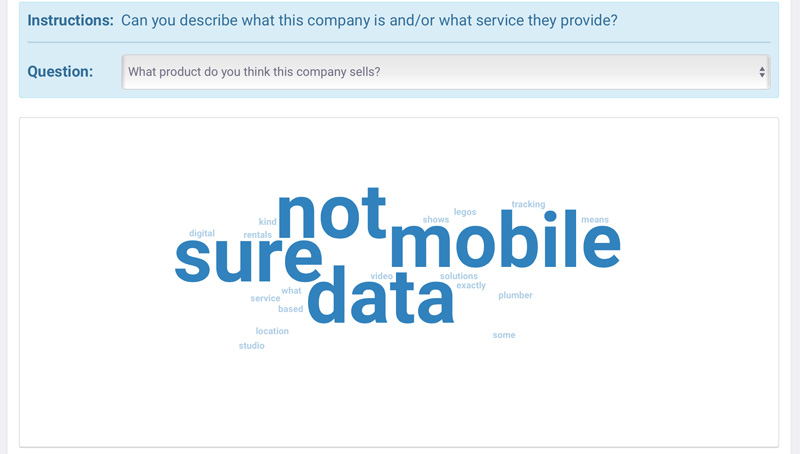 Instructions: Can you describe what this company is and/or what service they provide?
Question: What product do you think this company sells?
not
tracking
legos
shows
means
kind
mobile
digital
rentals
sure
video
solutions
data
exactly
what
plumber
service
based
location
some
studio